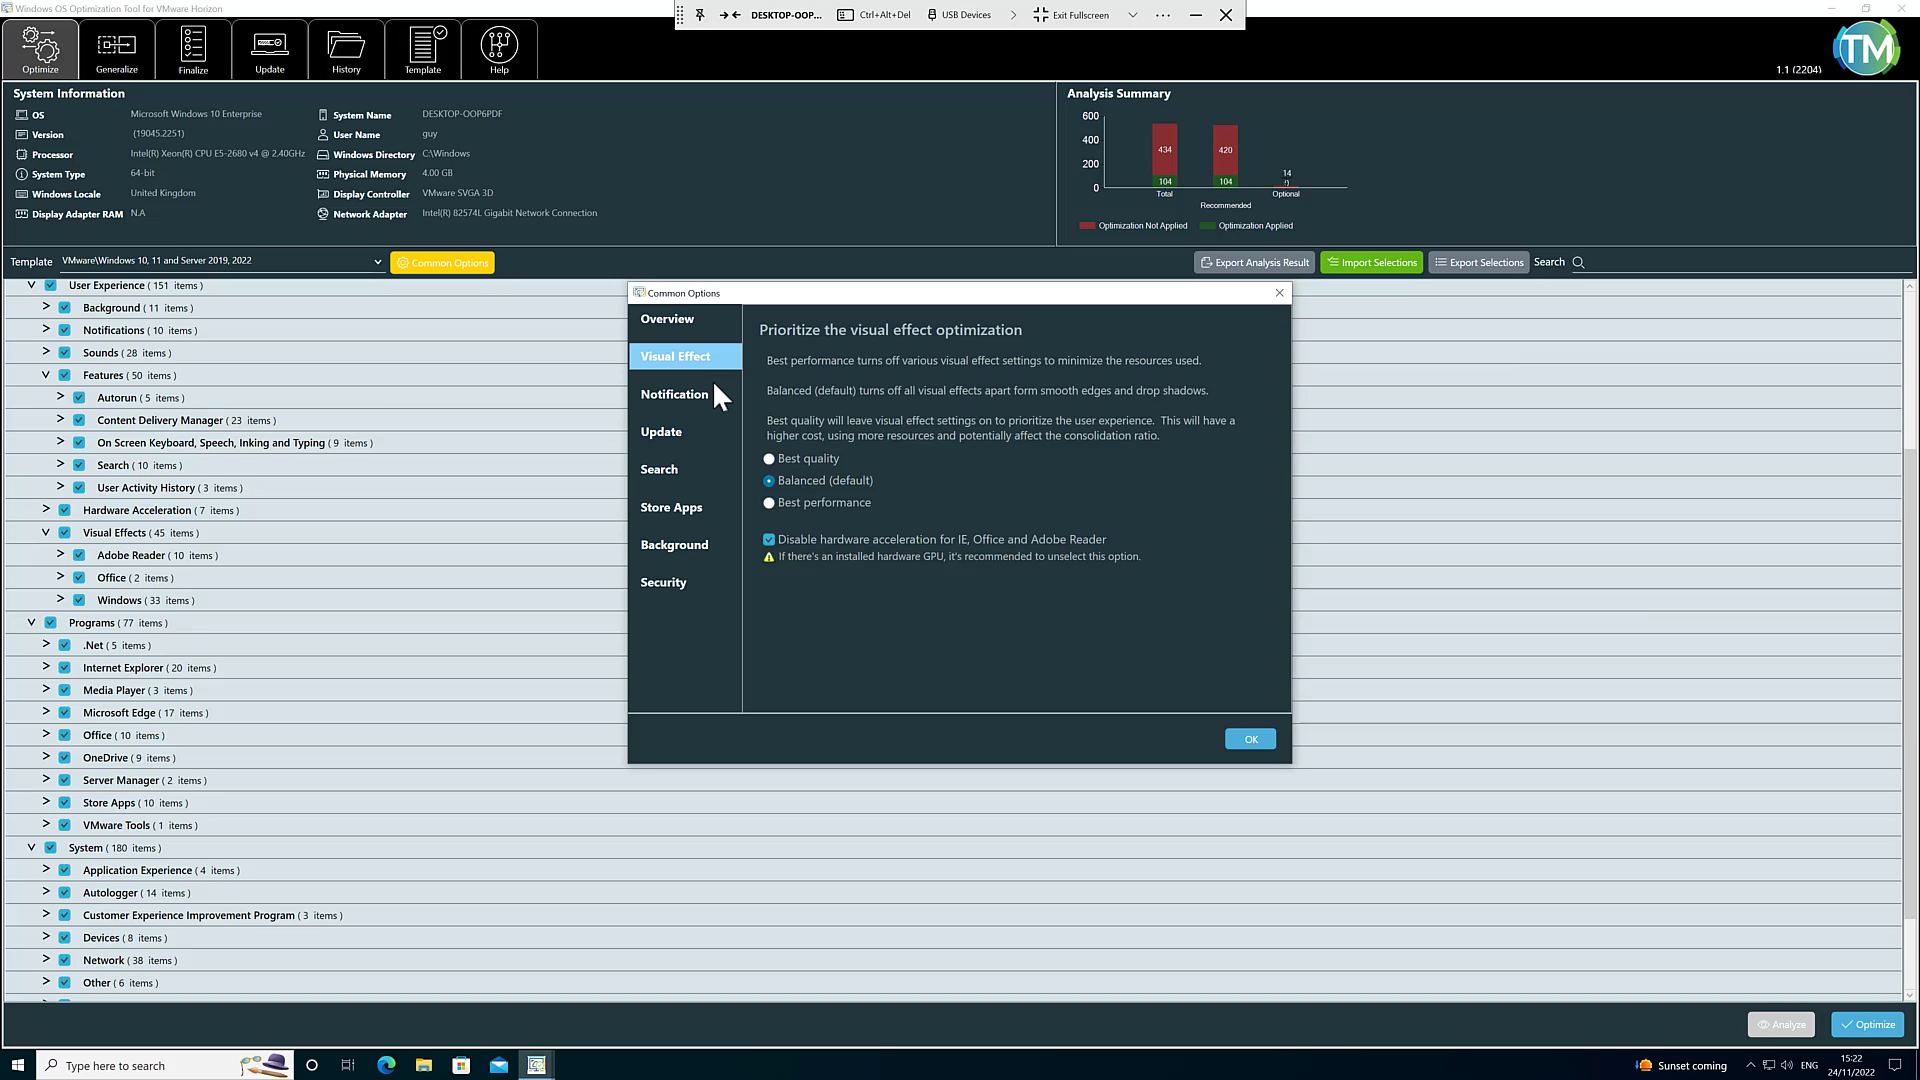 Windows OS Optimization Tool for VMware Horizon
DESKTOP-OOP...
Ctrl+Alt+Del
USB Devices
Exit Fullscreen
Optimize
Generalize
Finalize
Update
History
Template
Help
1.1 (2204)
TM
System Information
OS Microsoft Windows 10 Enterprise
Version (19045.2251)
Processor Intel(R) Xeon(R) CPU E5-2680 v4 @ 2.40GHz
System Type 64-bit
Windows Locale United Kingdom
Display Adapter RAM N.A
System Name DESKTOP-OOP6PDF
User Name guy
Windows Directory C:\Windows
Physical Memory 4.00 GB
Display Controller VMware SVGA 3D
Network Adapter Intel(R) 82574L Gigabit Network Connection
Analysis Summary
600
400
200
0
434
104
420
104
14
0
Total
Recommended
Optional
Optimization Not Applied
Optimization Applied
Template VMware\Windows 10, 11 and Server 2019, 2022
Common Options
Export Analysis Result
Import Selections
Export Selections
Search
User Experience ( 151 items )
Background ( 11 items )
Notifications ( 10 items )
Sounds ( 28 items )
Features ( 50 items )
Autorun ( 5 items )
Content Delivery Manager ( 23 items )
On Screen Keyboard, Speech, Inking and Typing ( 9 items )
Search ( 10 items )
User Activity History ( 3 items )
Hardware Acceleration ( 7 items )
Visual Effects ( 45 items )
Adobe Reader ( 10 items )
Office ( 2 items )
Windows ( 33 items )
Programs ( 77 items )
.Net ( 5 items )
Internet Explorer ( 20 items )
Media Player ( 3 items )
Microsoft Edge ( 17 items )
Office ( 10 items )
OneDrive ( 9 items )
Server Manager ( 2 items )
Store Apps ( 10 items )
VMware Tools ( 1 items )
System ( 180 items )
Application Experience ( 4 items )
Autologger ( 14 items )
Customer Experience Improvement Program ( 3 items )
Devices ( 8 items )
Network ( 38 items )
Other ( 6 items )
Common Options
Overview
Visual Effect
Notification
Update
Search
Store Apps
Background
Security
Prioritize the visual effect optimization
Best performance turns off various visual effect settings to minimize the resources used.
Balanced (default) turns off all visual effects apart form smooth edges and drop shadows.
Best quality will leave visual effect settings on to prioritize the user experience. This will have a
higher cost, using more resources and potentially affect the consolidation ratio.
Best quality
Balanced (default)
Best performance
Disable hardware acceleration for IE, Office and Adobe Reader
If there's an installed hardware GPU, it's recommended to unselect this option.
OK
Analyze
Optimize
Type here to search
Sunset coming
ENG
15:22
24/11/2022